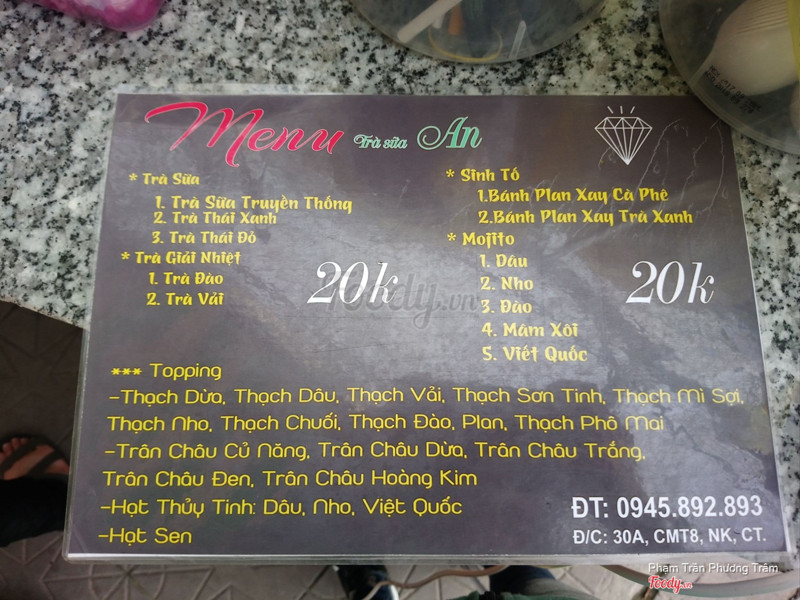 Menu Trà sữa An
* Trà Sữa
1. Trà Sữa Truyền Thống
2. Trà Thái Xanh
3. Trà Thái Đỏ
* Trà Giải Nhiệt
1. Trà Đào
2. Trà Vải
20k
* Sinh Tố
1.Bánh Plan Xay Cà Phê
2.Bánh Plan Xay Trà Xanh
* Mojito
1. Dâu
2. Nho
3. Đào
4. Mâm Xôi
5. Viết Quốc
20k
Foody.vn
*** Topping
-Thạch Dừa, Thạch Dâu, Thạch Vải, Thạch Sơn Tinh, Thạch Mì Sợi,
Thạch Nho, Thạch Chuối, Thạch Đào, Plan, Thạch Phô Mai
-Trân Châu Củ Năng, Trân Châu Dừa, Trân Châu Trắng,
Trân Châu Đen, Trân Châu Hoàng Kim
-Hạt Thủy Tinh: Dâu, Nho, Việt Quốc
-Hạt Sen
ĐT: 0945.892.893
Đ/C: 30A, CMT8, NK, CT.
Phạm Trần Phương Trâm
Foody.vn